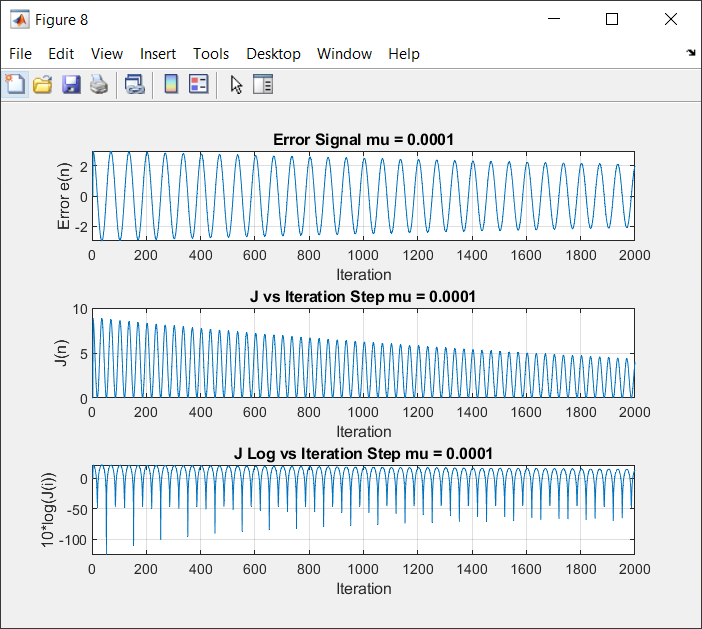 Figure 8
File Edit View Insert Tools Desktop Window Help
Error Signal mu = 0.0001
Error e(n)
2
0
-2
0 200 400 600 800 1000 1200 1400 1600 1800 2000
Iteration
J vs Iteration Step mu = 0.0001
J(n)
10
5
0
0 200 400 600 800 1000 1200 1400 1600 1800 2000
Iteration
J Log vs Iteration Step mu = 0.0001
10*log(J(i))
0
-50
-100
0 200 400 600 800 1000 1200 1400 1600 1800 2000
Iteration